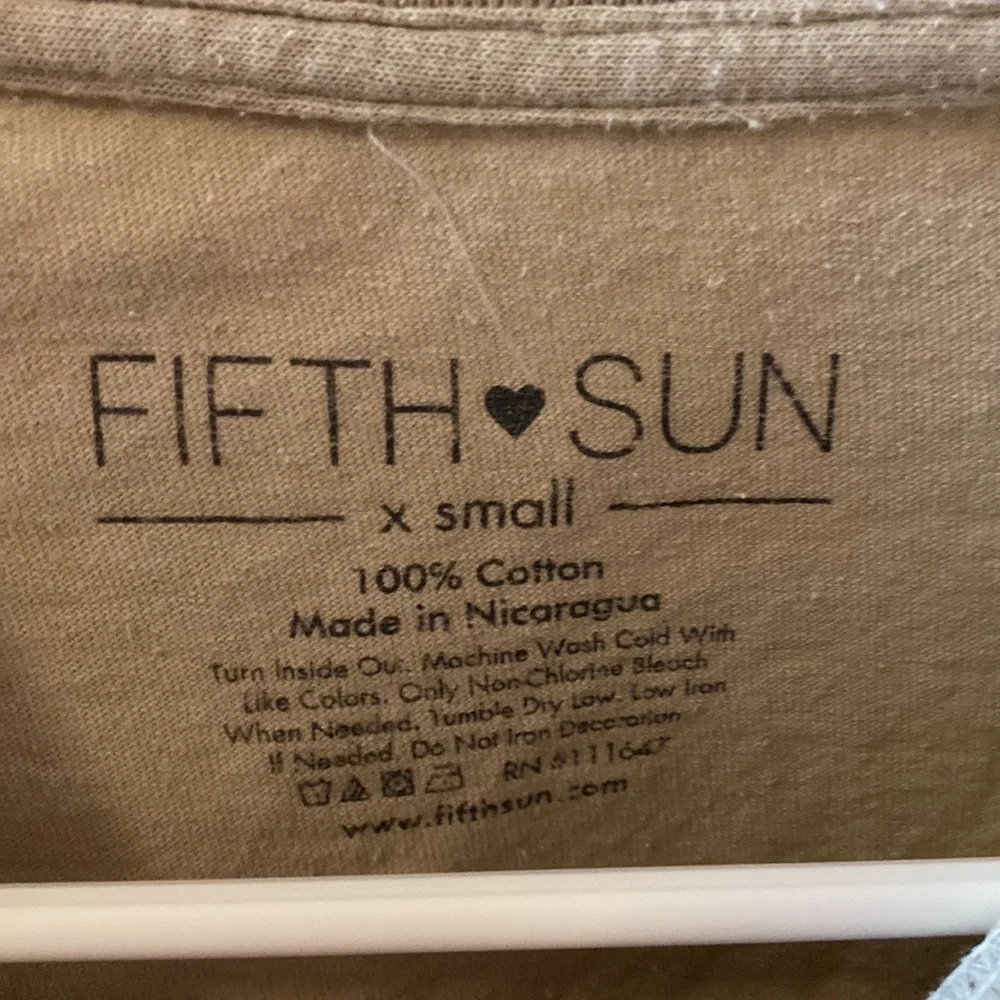 FIFTH♥SUN
x small
100% Cotton
Made in Nicaragua
Turn Inside Out. Machine Wash Cold With
Like Colors. Only Non-Chlorine Bleach
When Needed. Tumble Dry Low. Low Iron
If Needed. Do Not Iron Decoration
RN #111647
www.fifthsun.com